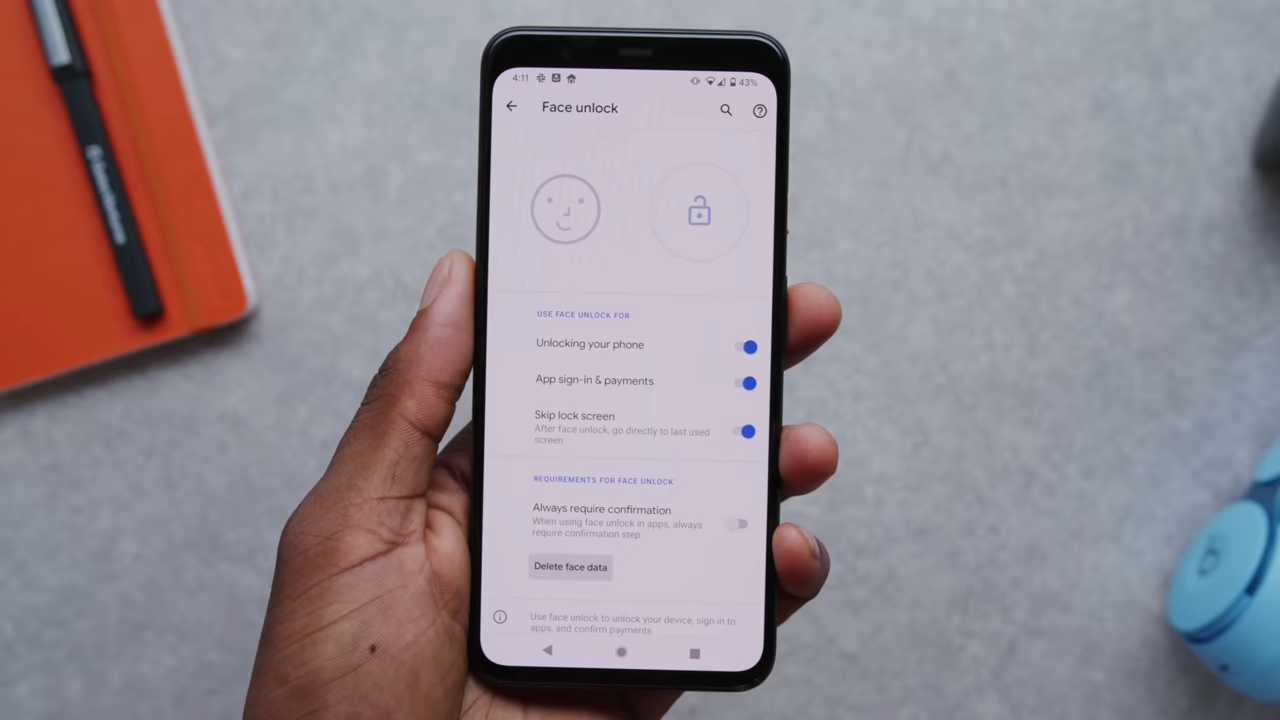 4:11
43%
Face unlock
USE FACE UNLOCK FOR
Unlocking your phone
App sign-in & payments
Skip lock screen
After face unlock, go directly to last used
screen
REQUIREMENTS FOR FACE UNLOCK
Always require confirmation
When using face unlock in apps, always
require confirmation step
Delete face data
Use face unlock to unlock your device, sign in to
apps, and confirm payments.